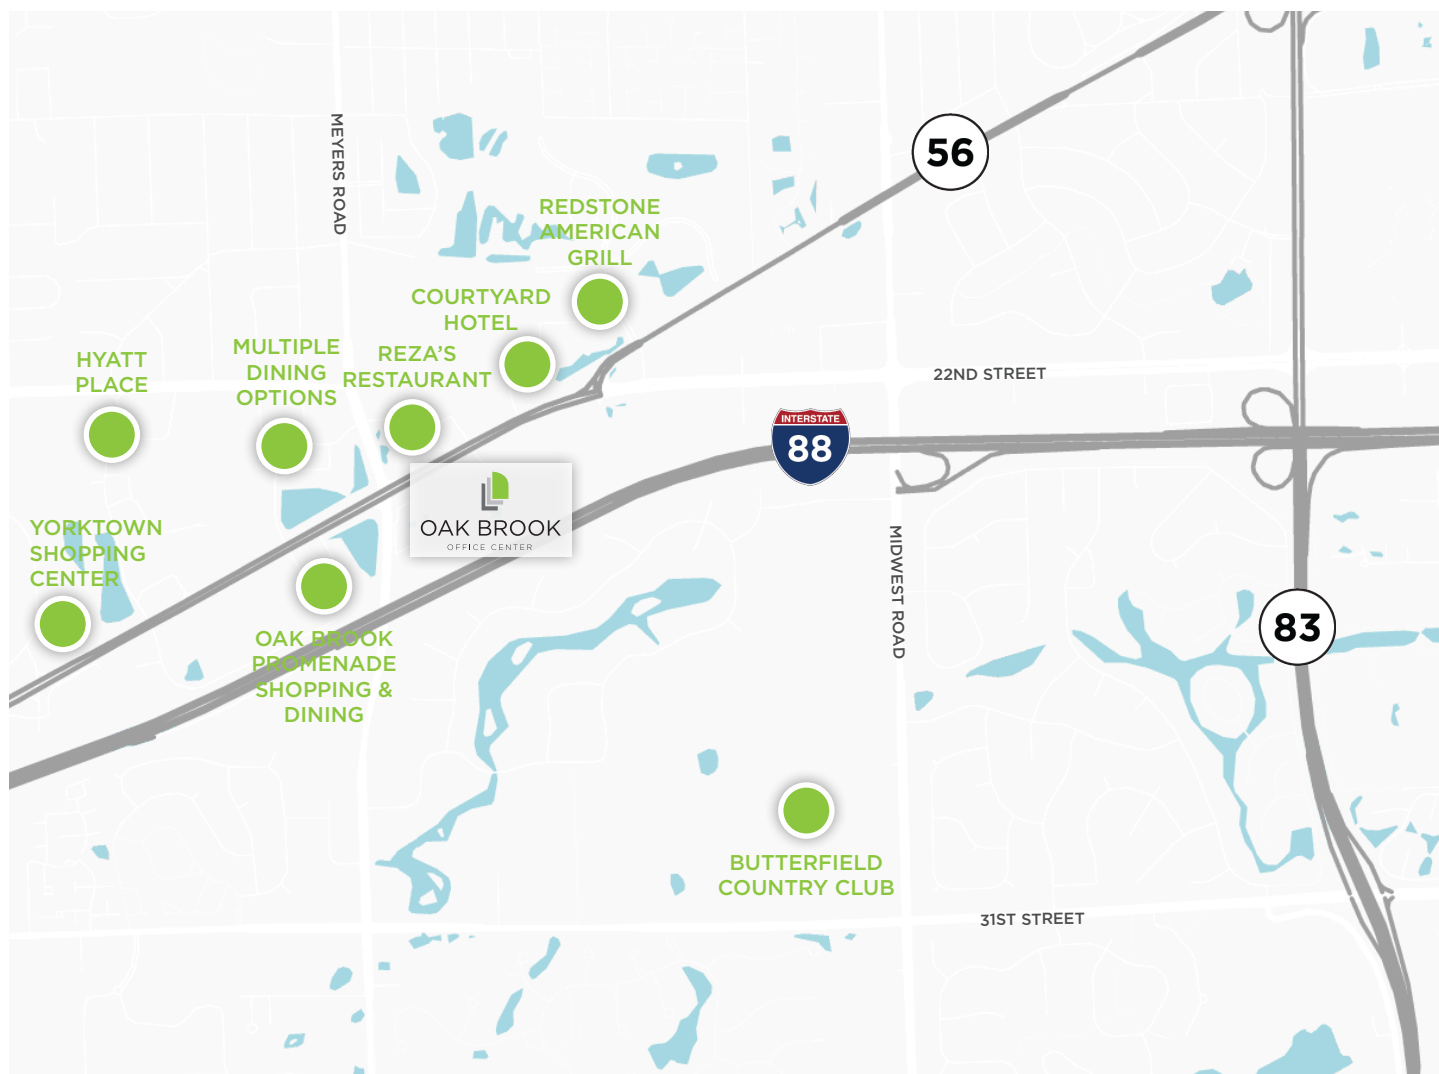 56
MEYERS ROAD
REDSTONE
AMERICAN
GRILL
COURTYARD
HOTEL
HYATT
PLACE
MULTIPLE
DINING
OPTIONS
REZA'S
RESTAURANT
22ND STREET
INTERSTATE
88
OAK BROOK
OFFICE CENTER
YORKTOWN
SHOPPING
CENTER
MIDWEST ROAD
83
OAK BROOK
PROMENADE
SHOPPING &
DINING
BUTTERFIELD
COUNTRY CLUB
31ST STREET